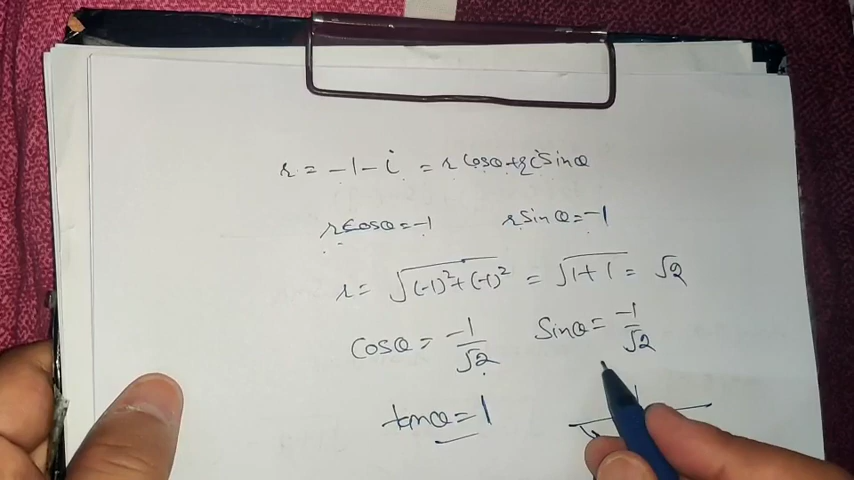 r = -1 - i = r cosθ + r i sinθ
r cosθ = -1 r sinθ = -1
r = √(-1)² + (-1)² = √1 + 1 = √2
cosθ = -1/√2 sinθ = -1/√2
tanθ = 1